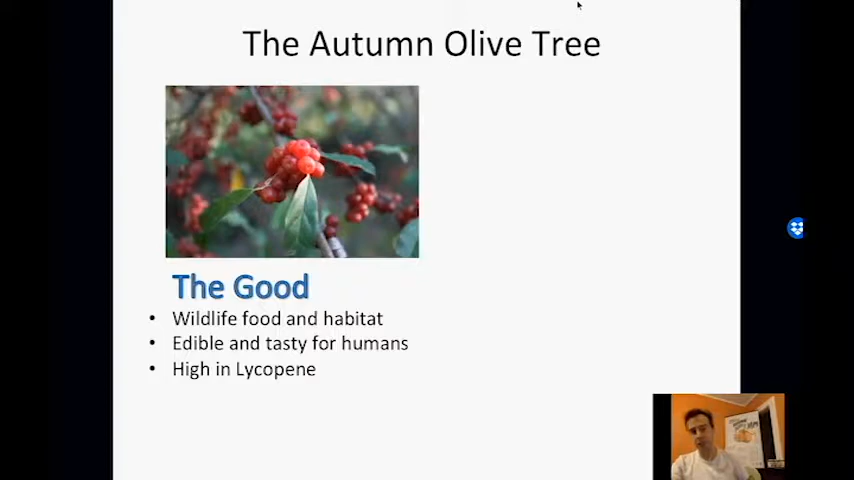 The Autumn Olive Tree
The Good
• Wildlife food and habitat
• Edible and tasty for humans
• High in Lycopene